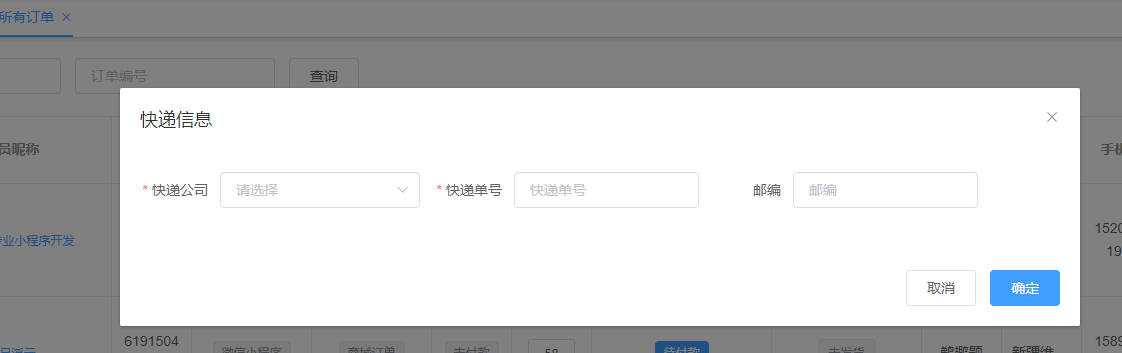 所有订单
订单编号
查询
快递信息
员昵称
手机
* 快递公司
请选择
* 快递单号
快递单号
邮编
邮编
专业小程序开发
1520
19
取消
确定
6191504
微信小程序
商城订单
未付款
58
待付款
未发货
1589